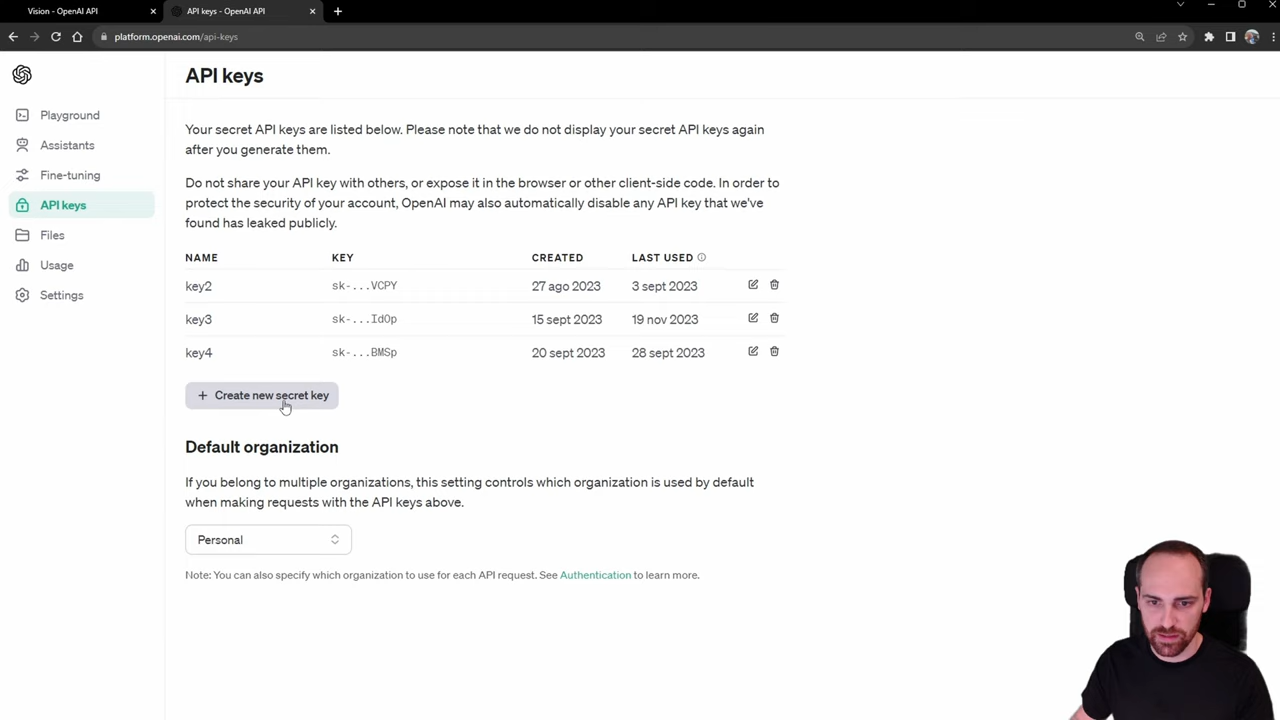 Vision - OpenAI API
API keys - OpenAI API
platform.openai.com/api-keys
API keys
Playground
Assistants
Fine-tuning
API keys
Files
Usage
Settings
Your secret API keys are listed below. Please note that we do not display your secret API keys again
after you generate them.
Do not share your API key with others, or expose it in the browser or other client-side code. In order to
protect the security of your account, OpenAI may also automatically disable any API key that we've
found has leaked publicly.
NAME KEY CREATED LAST USED
key2 sk-...VCPY 27 ago 2023 3 sept 2023
key3 sk-...IdOp 15 sept 2023 19 nov 2023
key4 sk-...BMSp 20 sept 2023 28 sept 2023
+ Create new secret key
Default organization
If you belong to multiple organizations, this setting controls which organization is used by default
when making requests with the API keys above.
Personal
Note: You can also specify which organization to use for each API request. See Authentication to learn more.